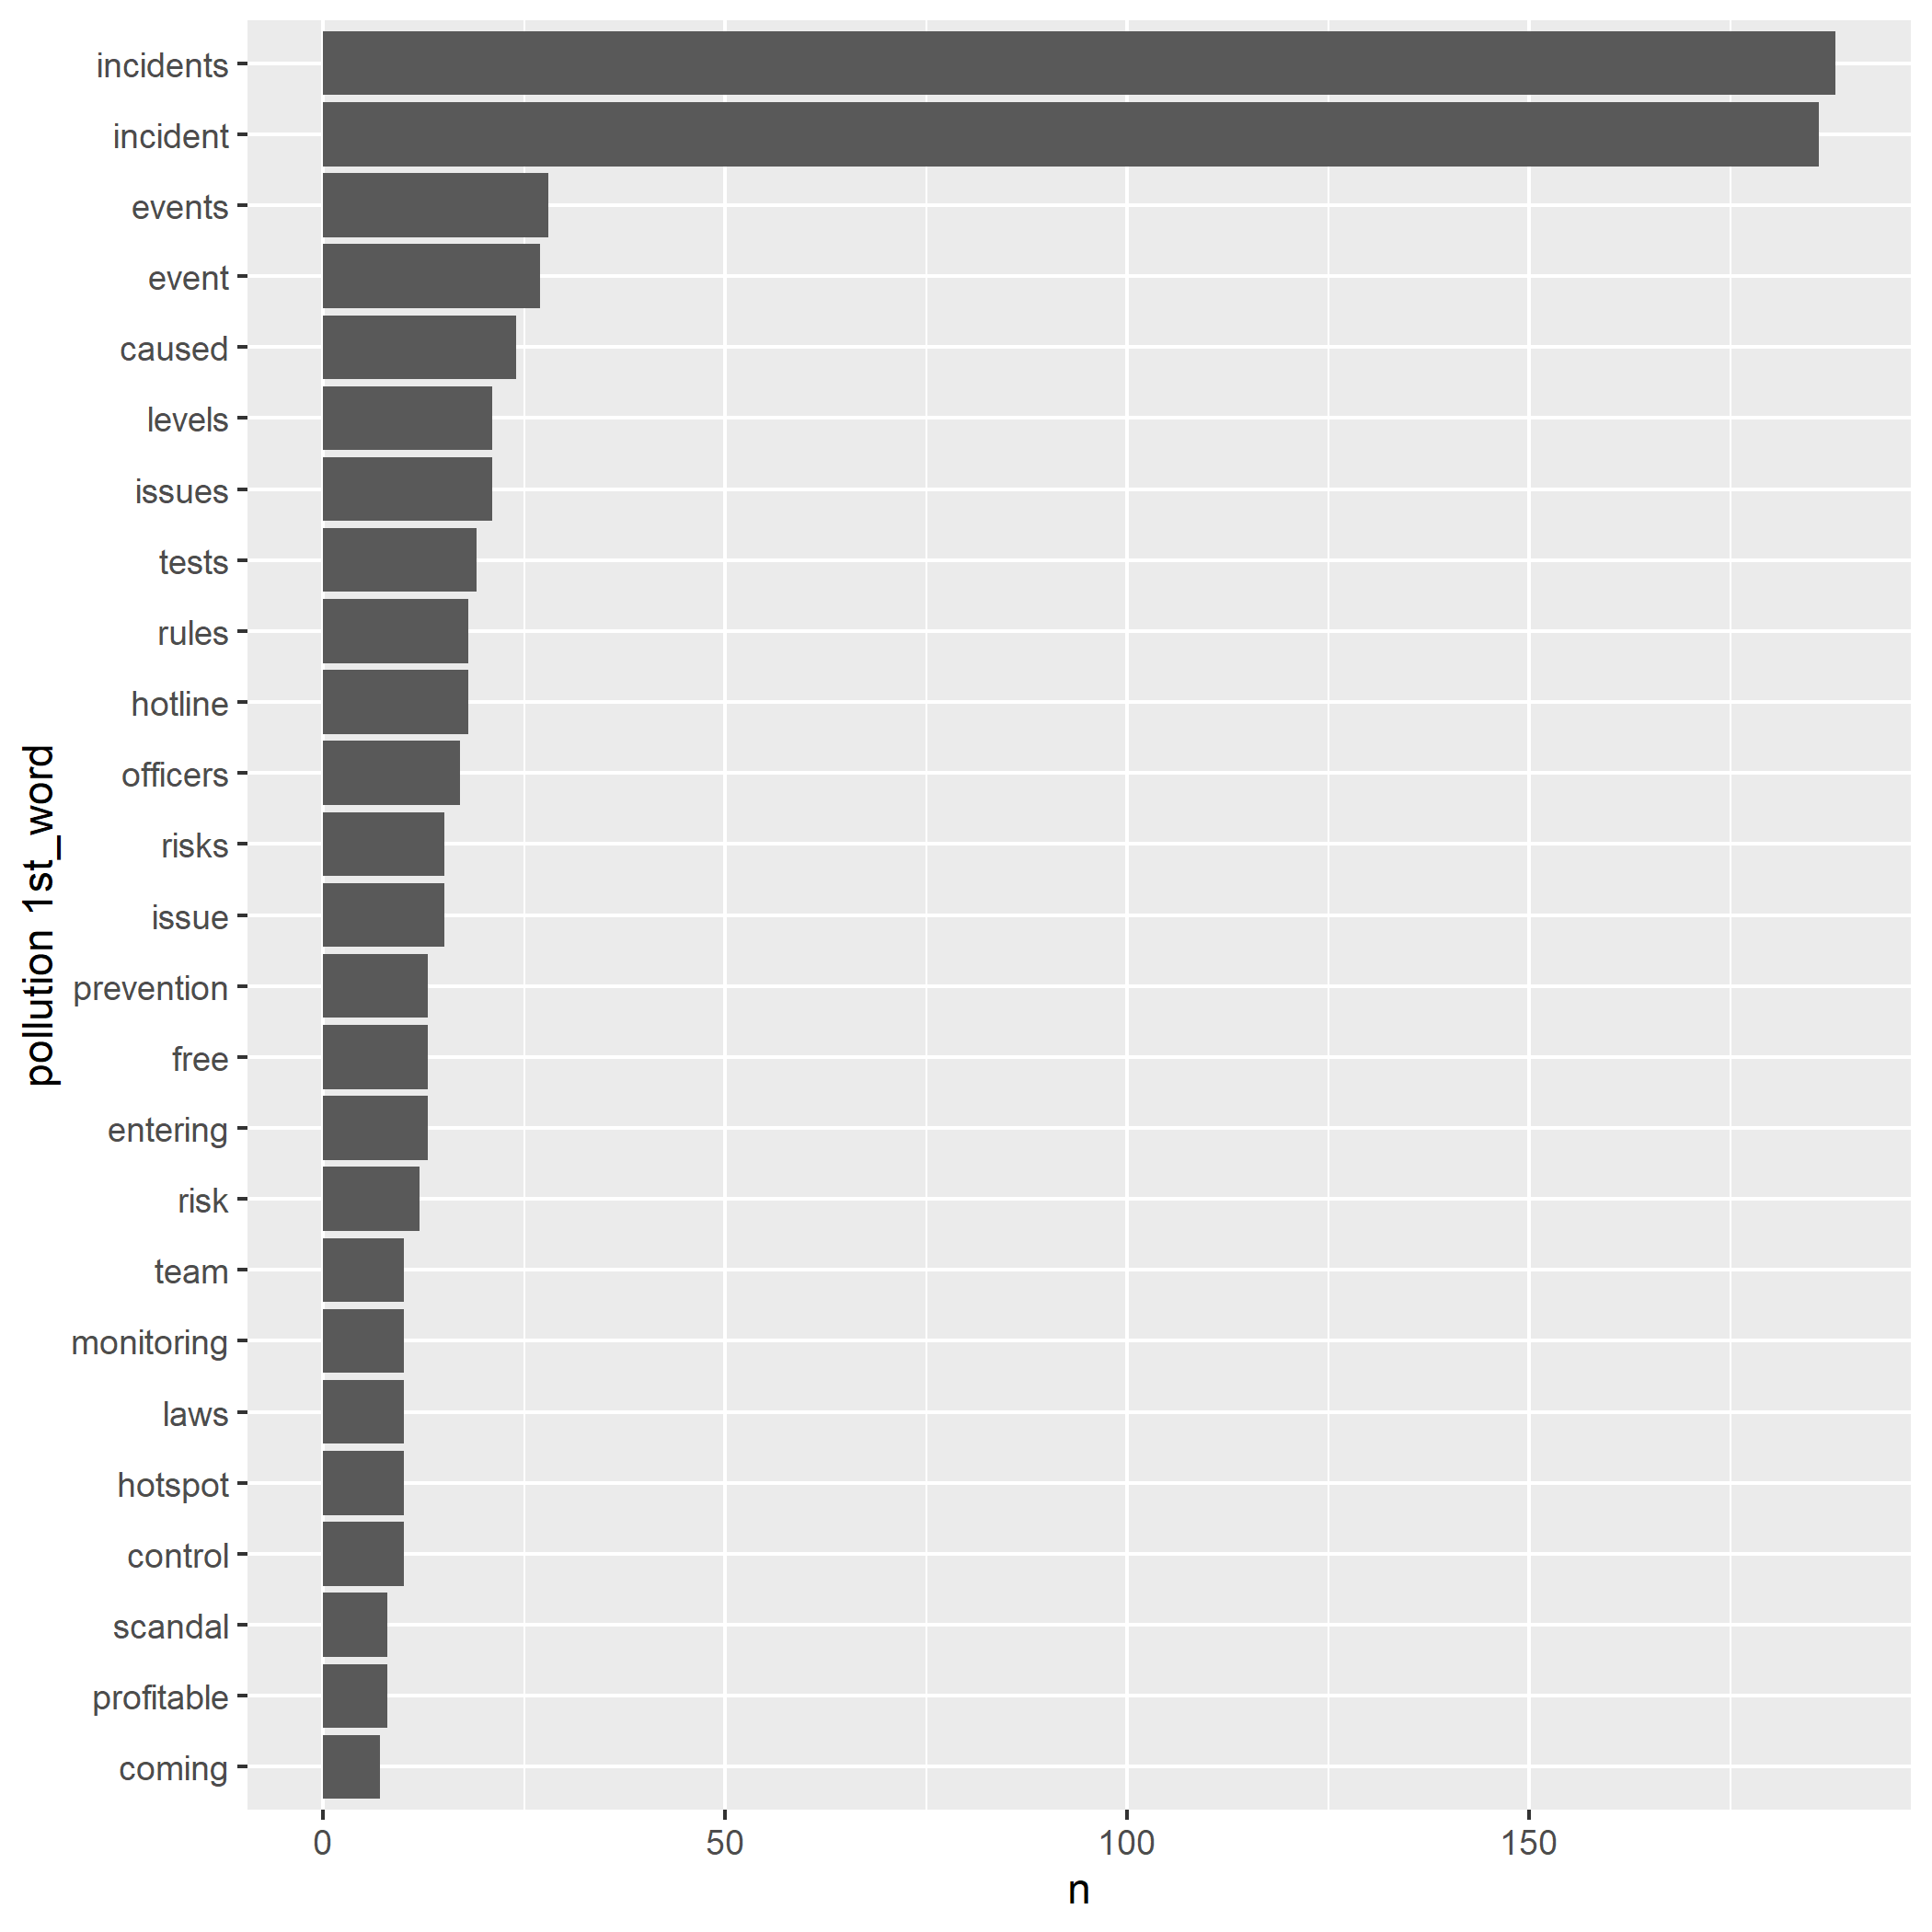 incidents
incident
events
event
caused
levels
issues
tests
rules
hotline
officers
risks
issue
prevention
free
entering
risk
team
monitoring
laws
hotspot
control
scandal
profitable
coming
pollution 1st_word
0 50 100 150
n